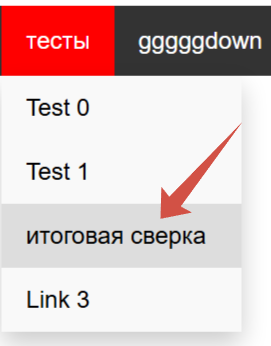 тесты gggggdown
Test 0
Test 1
итоговая сверка
Link 3